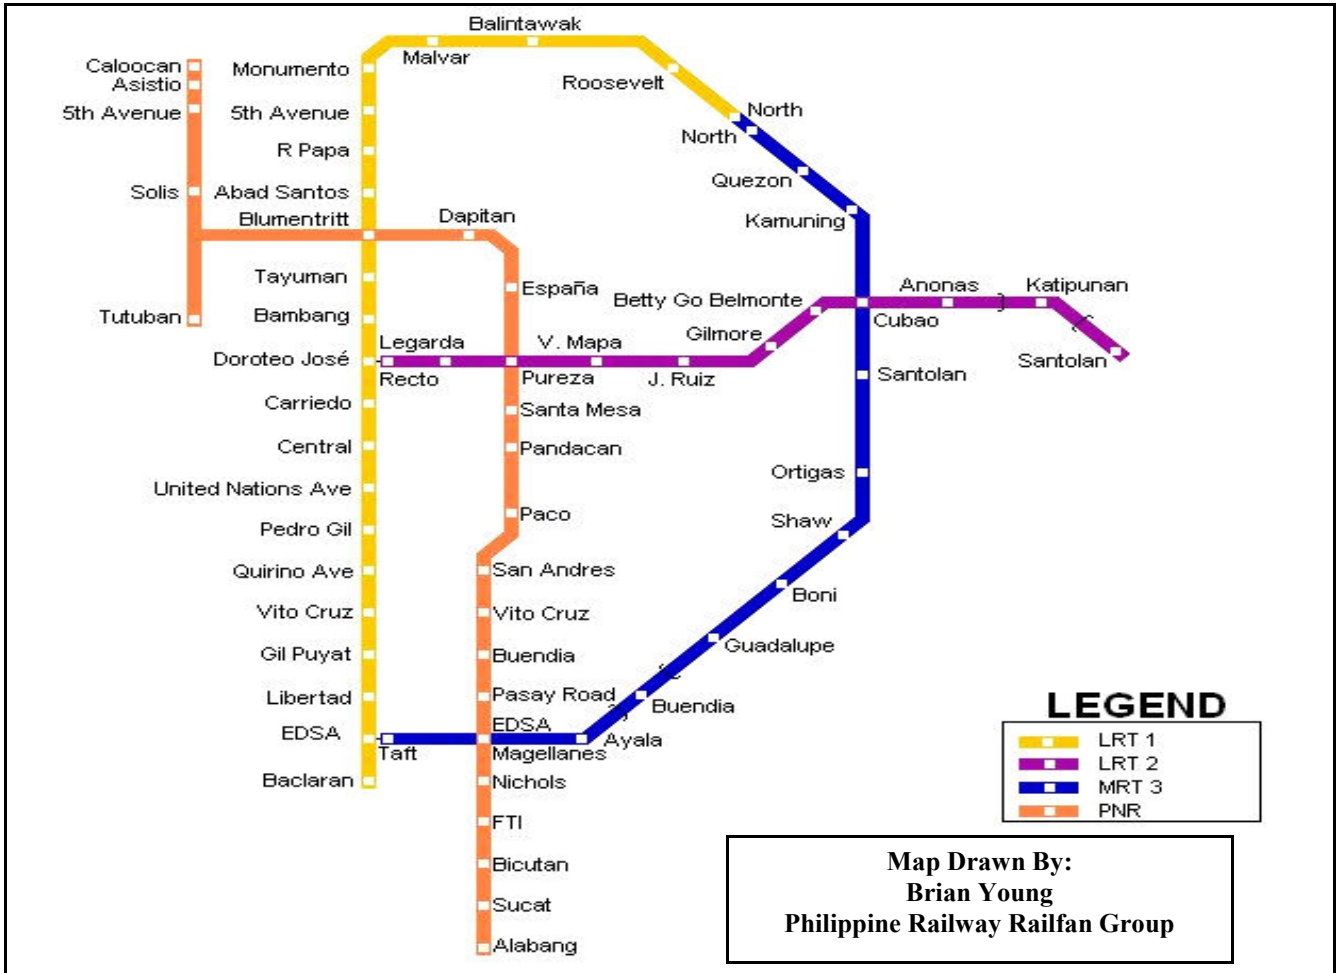 Balintawak
Malvar
Caloocan
Asistio
5th Avenue
Monumento
5th Avenue
R Papa
Roosevelt
North
North
Quezon
Kamuning
Solis
Abad Santos
Blumentritt
Dapitan
Tayuman
España
Betty Go Belmonte
Anonas
Katipunan
Tutuban
Bambang
Cubao
Gilmore
Legarda
V. Mapa
Doroteo José
Recto
Pureza
J. Ruiz
Santolan
Santolan
Carriedo
Santa Mesa
Central
Pandacan
Ortigas
United Nations Ave
Paco
Shaw
Pedro Gil
Quirino Ave
San Andres
Boni
Vito Cruz
Vito Cruz
Guadalupe
Gil Puyat
Buendia
Libertad
Pasay Road
Buendia
EDSA
EDSA
Taft
Magellanes
Ayala
Baclaran
Nichols
FTI
Bicutan
Sucat
Alabang
LEGEND
LRT 1
LRT 2
MRT 3
PNR
Map Drawn By:
Brian Young
Philippine Railway Railfan Group